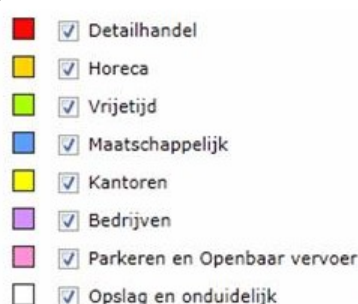 Detailhandel
Horeca
Vrijetijd
Maatschappelijk
Kantoren
Bedrijven
Parkeren en Openbaar vervoer
Opslag en onduidelijk